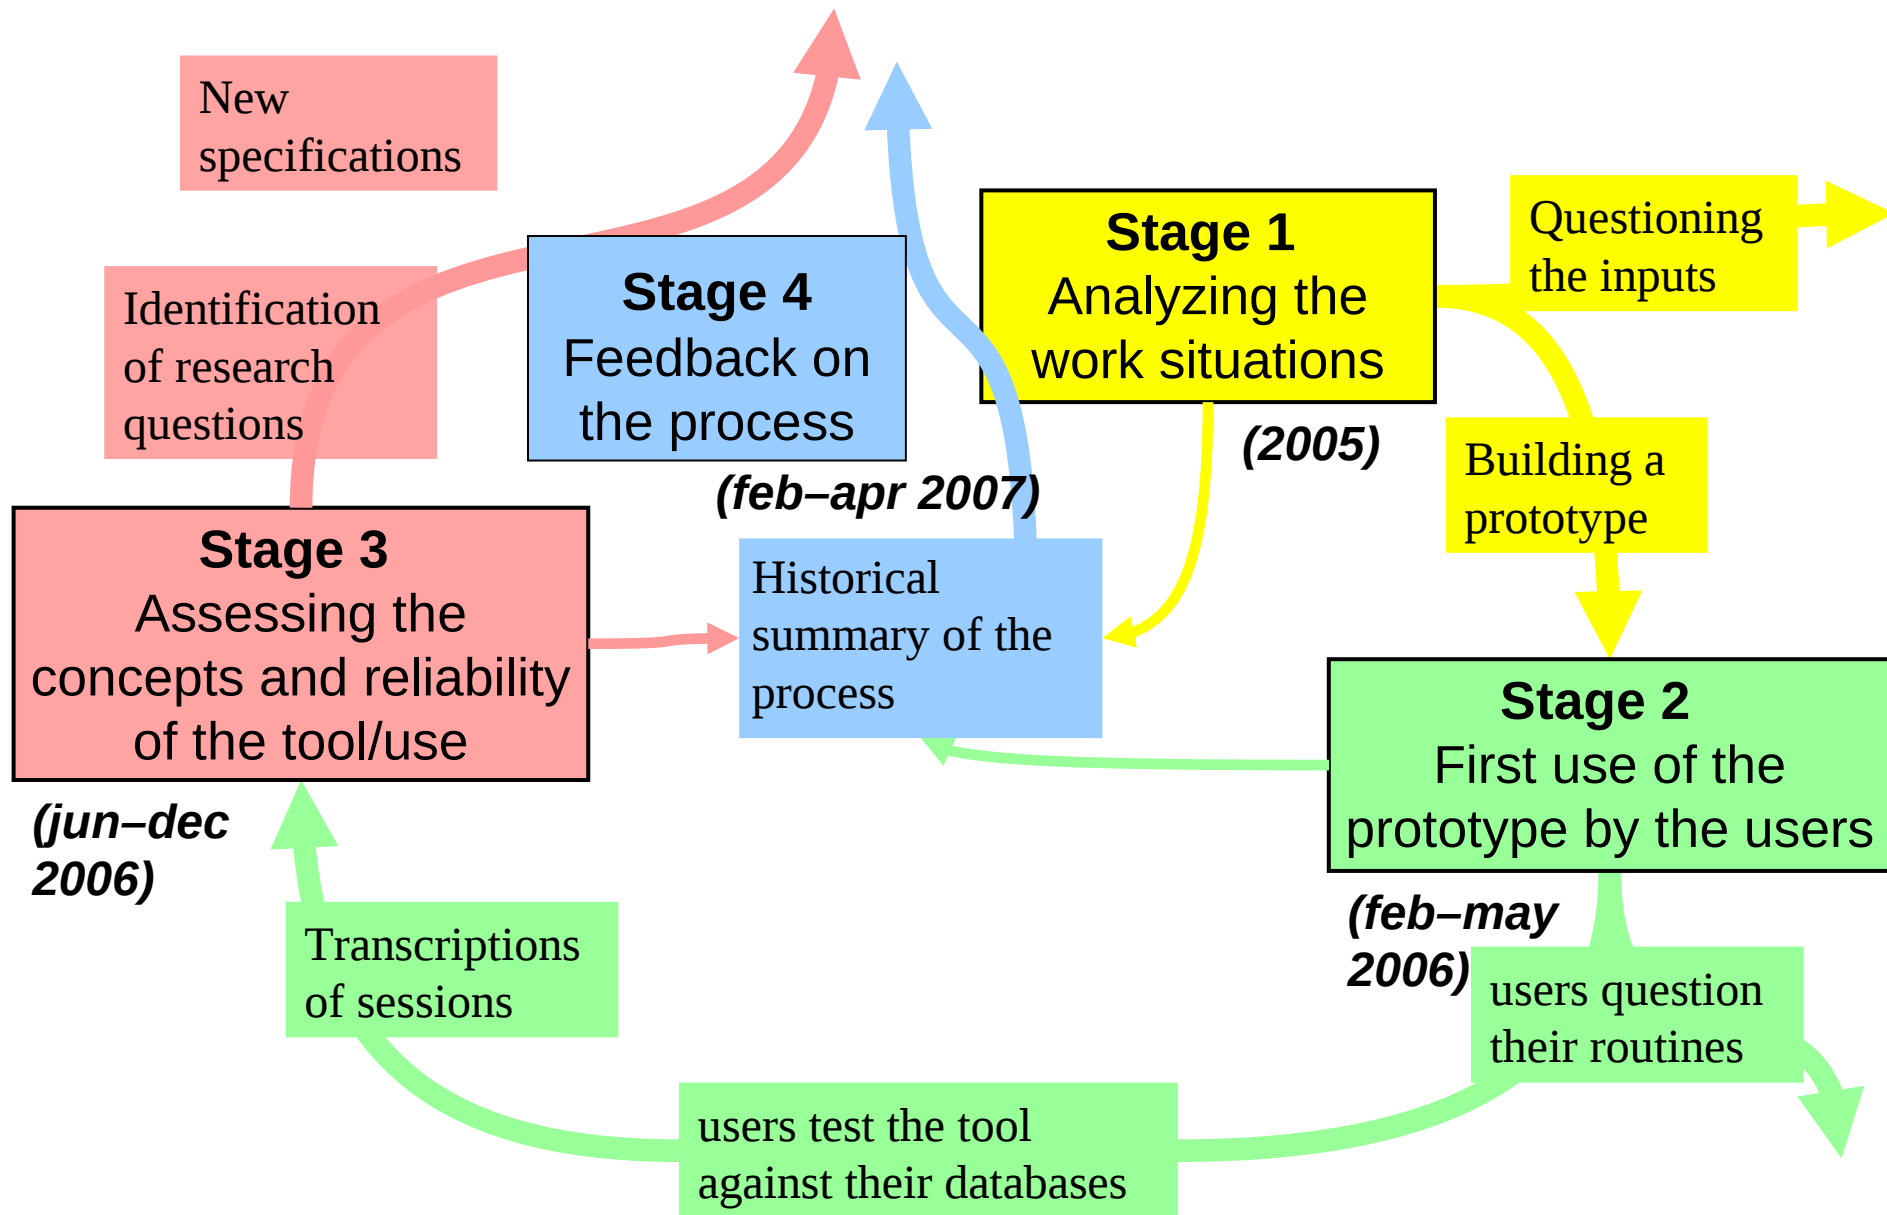 New
specifications
Identification
of research
questions
Stage 4
Feedback on
the process
(feb–apr 2007)
Stage 1
Analyzing the
work situations
(2005)
Questioning
the inputs
Building a
prototype
Stage 3
Assessing the
concepts and reliability
of the tool/use
(jun–dec
2006)
Historical
summary of the
process
Stage 2
First use of the
prototype by the users
(feb–may
2006)
Transcriptions
of sessions
users question
their routines
users test the tool
against their databases